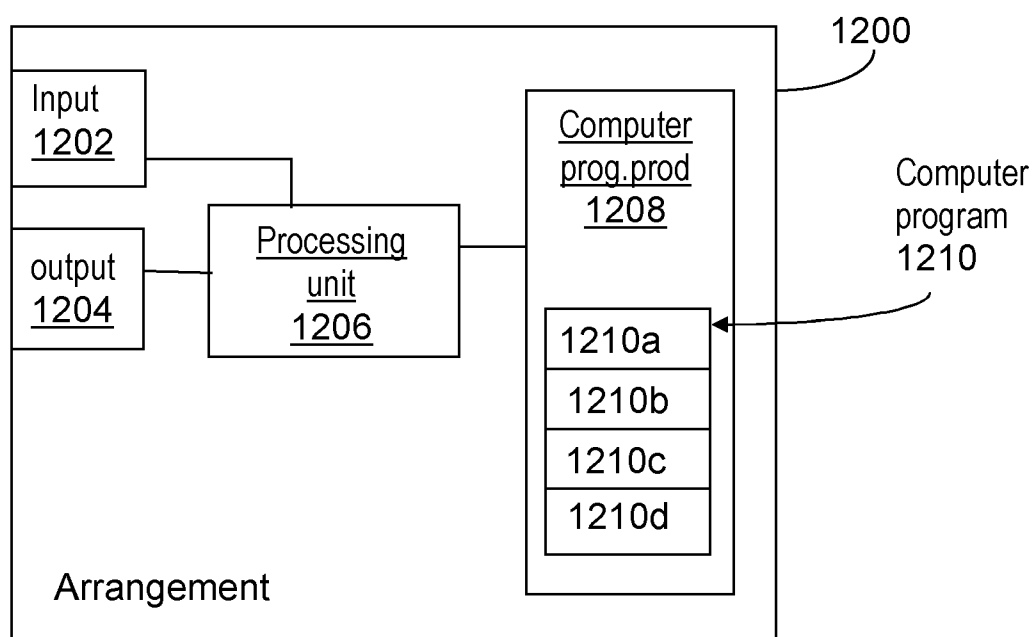 1200
Input
1202
Computer
prog.prod
1208
Computer
program
1210
Processing
unit
1206
output
1204
1210a
1210b
1210c
1210d
Arrangement